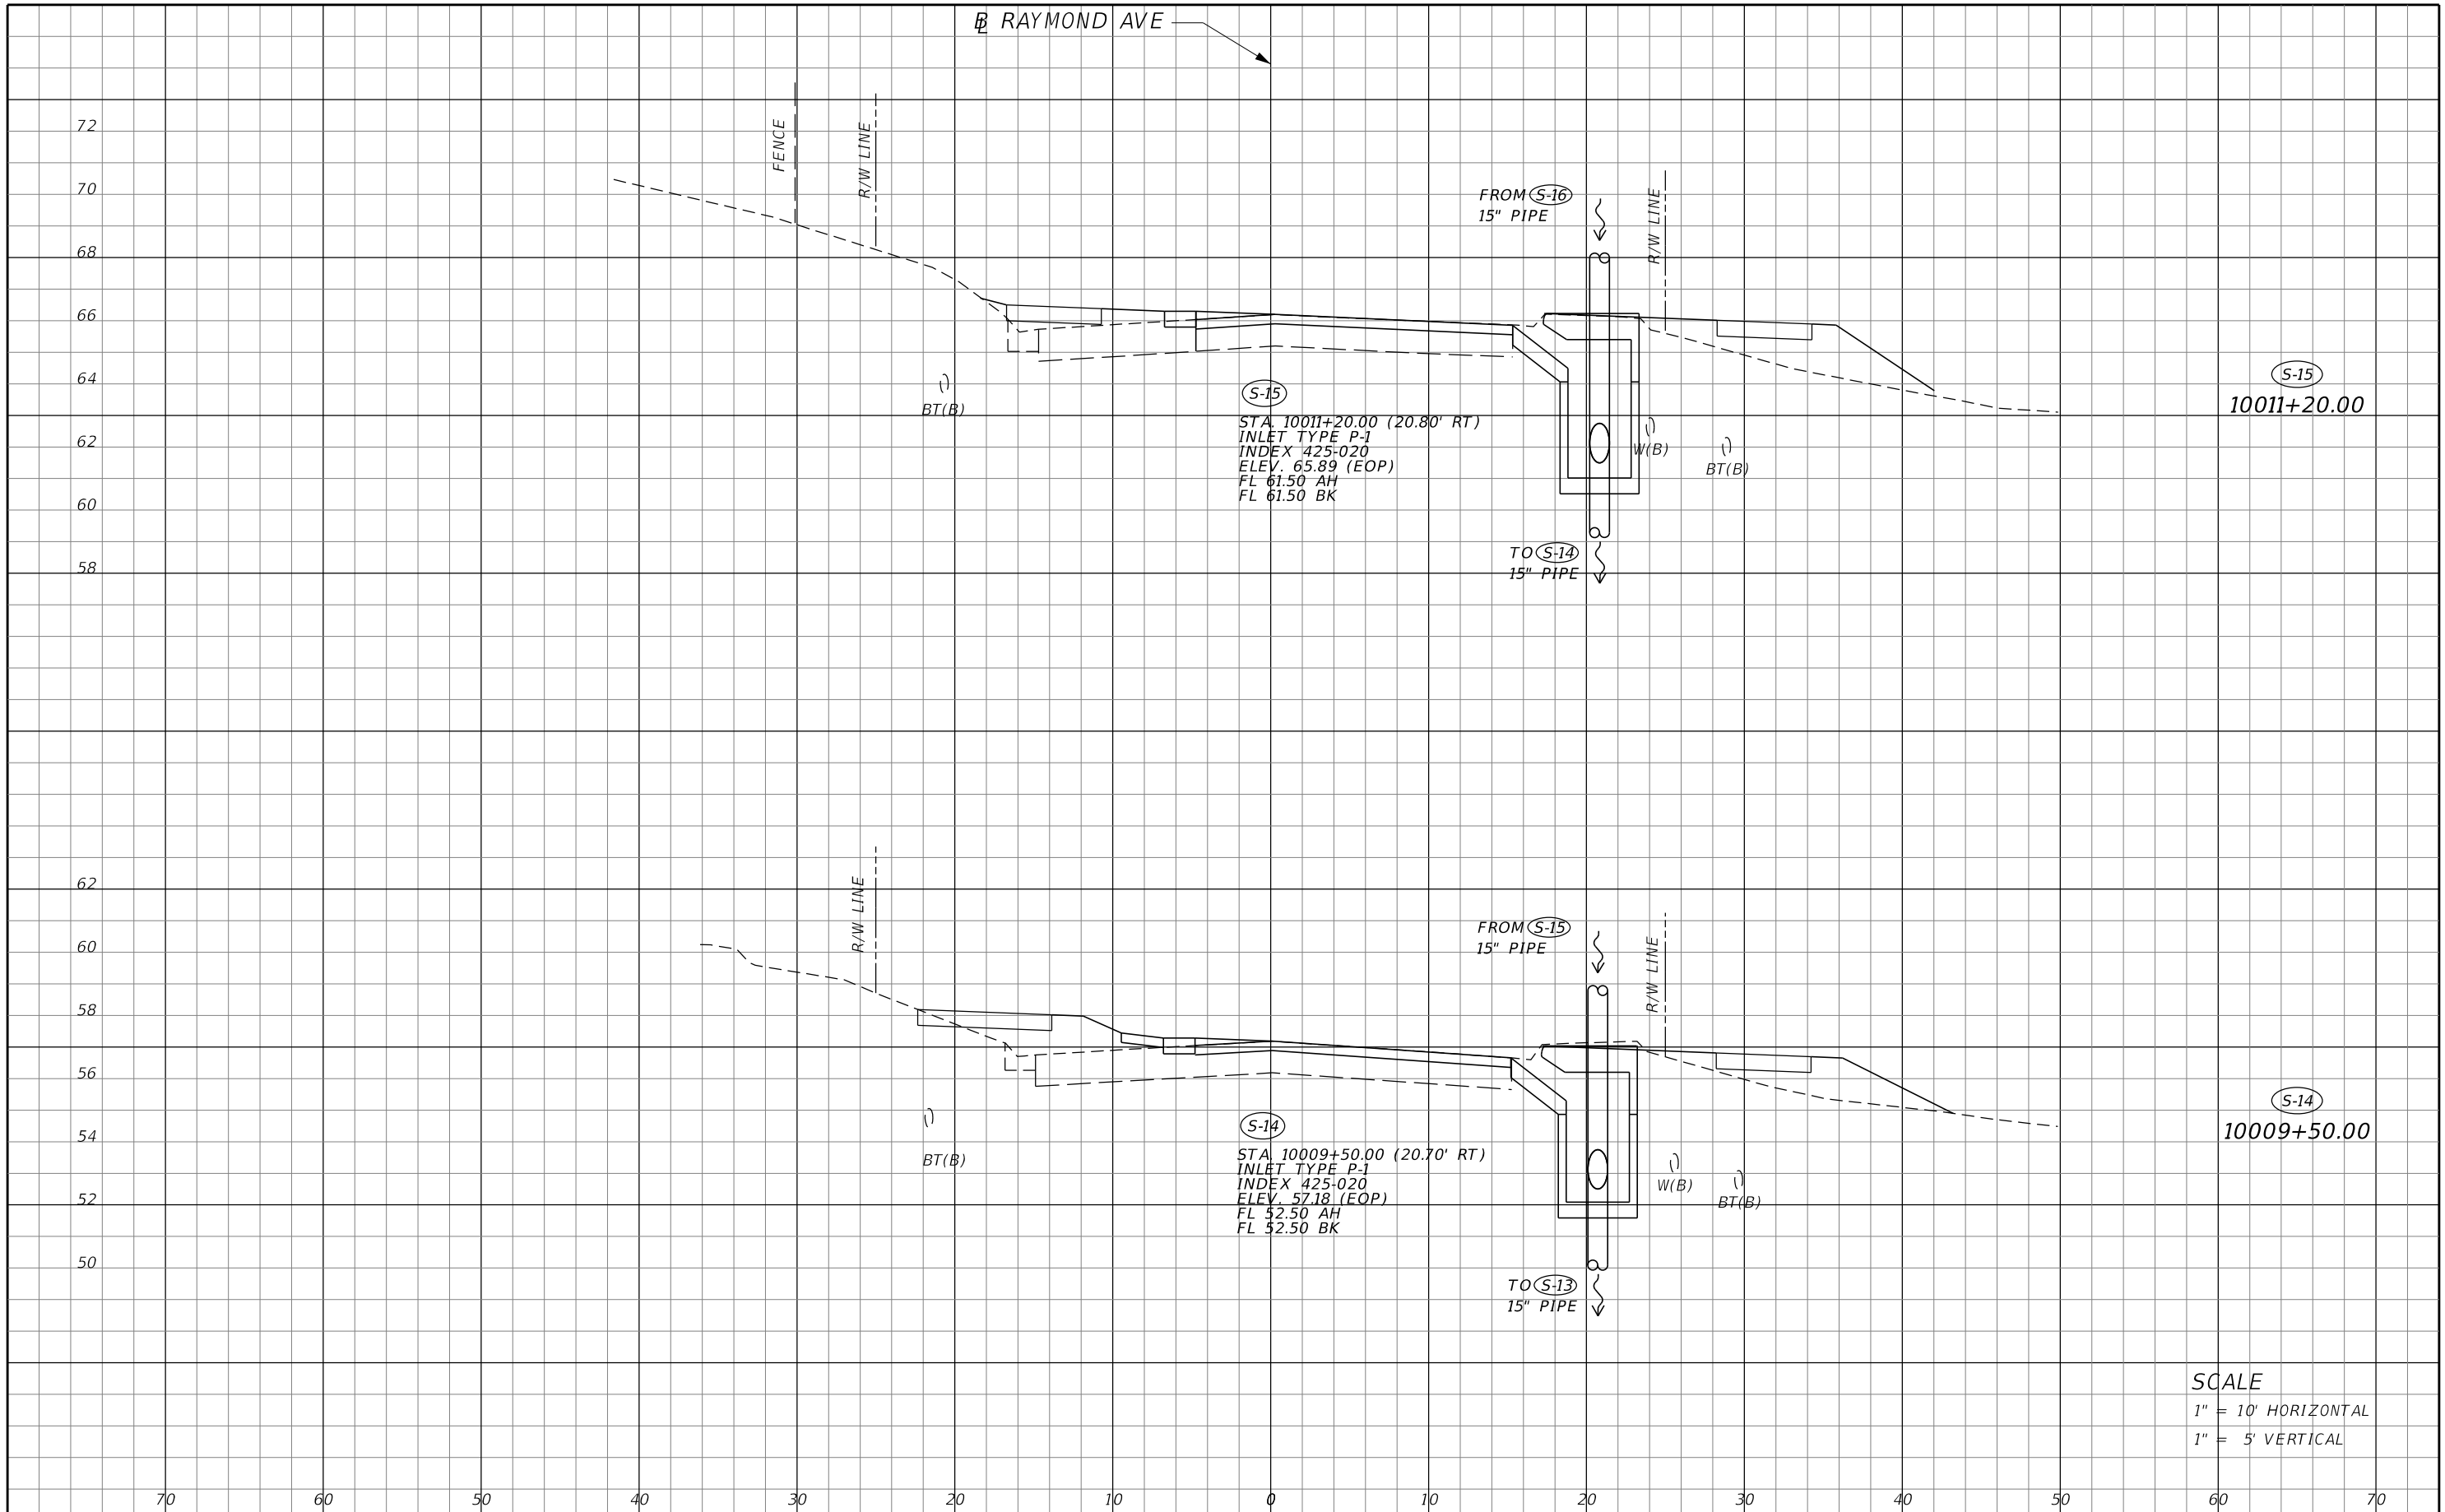 BL RAYMOND AVE
72
70
68
66
64
62
60
58
FENCE
R/W LINE
FROM S-16
15" PIPE
R/W LINE
BT(B)
S-15
STA. 10011+20.00 (20.80' RT)
INLET TYPE P-1
INDEX 425-020
ELEV. 65.89 (EOP)
FL 61.50 AH
FL 61.50 BK
W(B)
BT(B)
TO S-14
15" PIPE
S-15
10011+20.00
62
60
58
56
54
52
50
R/W LINE
FROM S-15
15" PIPE
R/W LINE
BT(B)
S-14
STA. 10009+50.00 (20.70' RT)
INLET TYPE P-1
INDEX 425-020
ELEV. 57.18 (EOP)
FL 52.50 AH
FL 52.50 BK
W(B)
BT(B)
TO S-13
15" PIPE
S-14
10009+50.00
SCALE
1" = 10' HORIZONTAL
1" = 5' VERTICAL
70 60 50 40 30 20 10 0 10 20 30 40 50 60 70